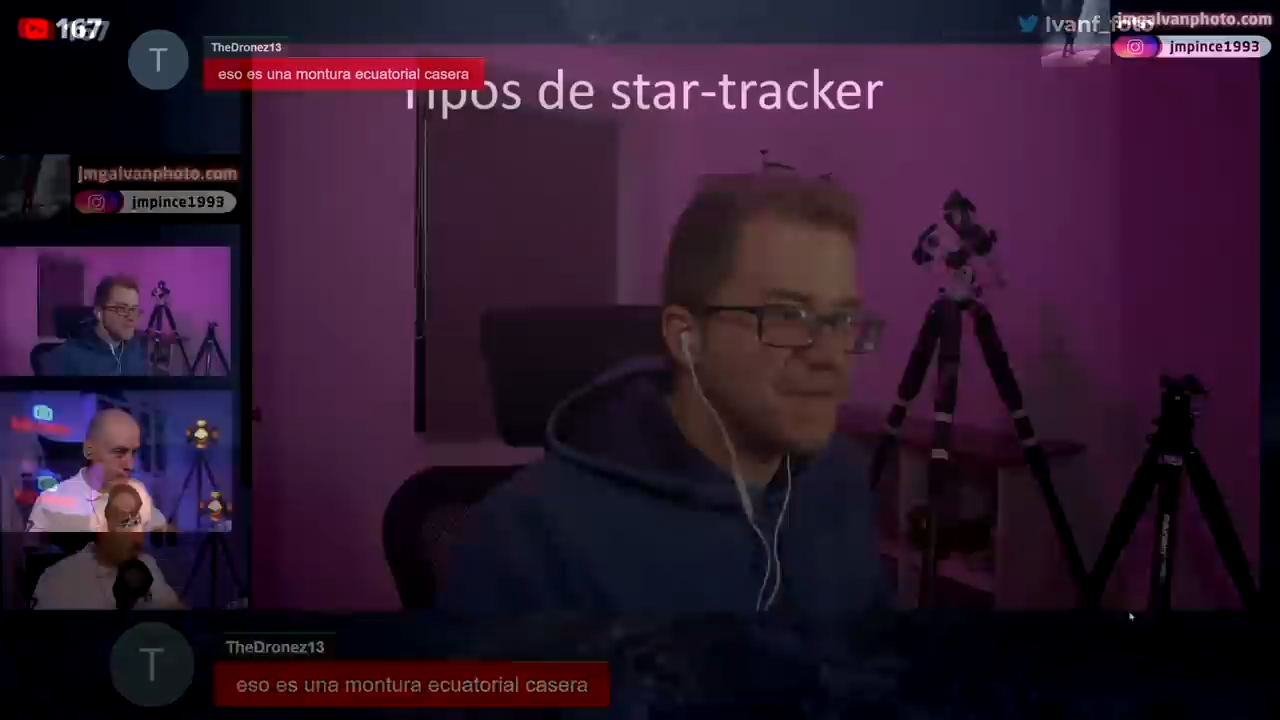 167
TheDronez13
eso es una montura ecuatorial casera
Tipos de star-tracker
Ivanf_foto
jmgalvanphoto.com
jmpince1993
jmgalvanphoto.com
jmpince1993
TheDronez13
eso es una montura ecuatorial casera